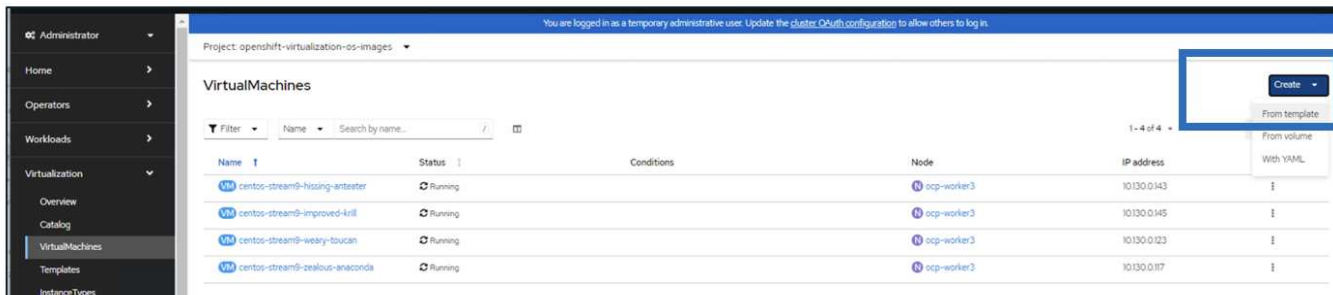 You are logged in as a temporary administrative user. Update the cluster OAuth configuration to allow others to log in.
Administrator
Home
Operators
Workloads
Virtualization
Overview
Catalog
VirtualMachines
Templates
InstanceTypes
Project: openshift-virtualization-os-images
VirtualMachines
Create
From template
From volume
With YAML
Filter Name Search by name... / 1 - 4 of 4
Name Status Conditions Node IP address
VM centos-stream9-hissing-anteater Running N ocp-worker3 10.130.0.143
VM centos-stream9-improved-krill Running N ocp-worker3 10.130.0.145
VM centos-stream9-weary-toucan Running N ocp-worker3 10.130.0.123
VM centos-stream9-zealous-anaconda Running N ocp-worker3 10.130.0.117